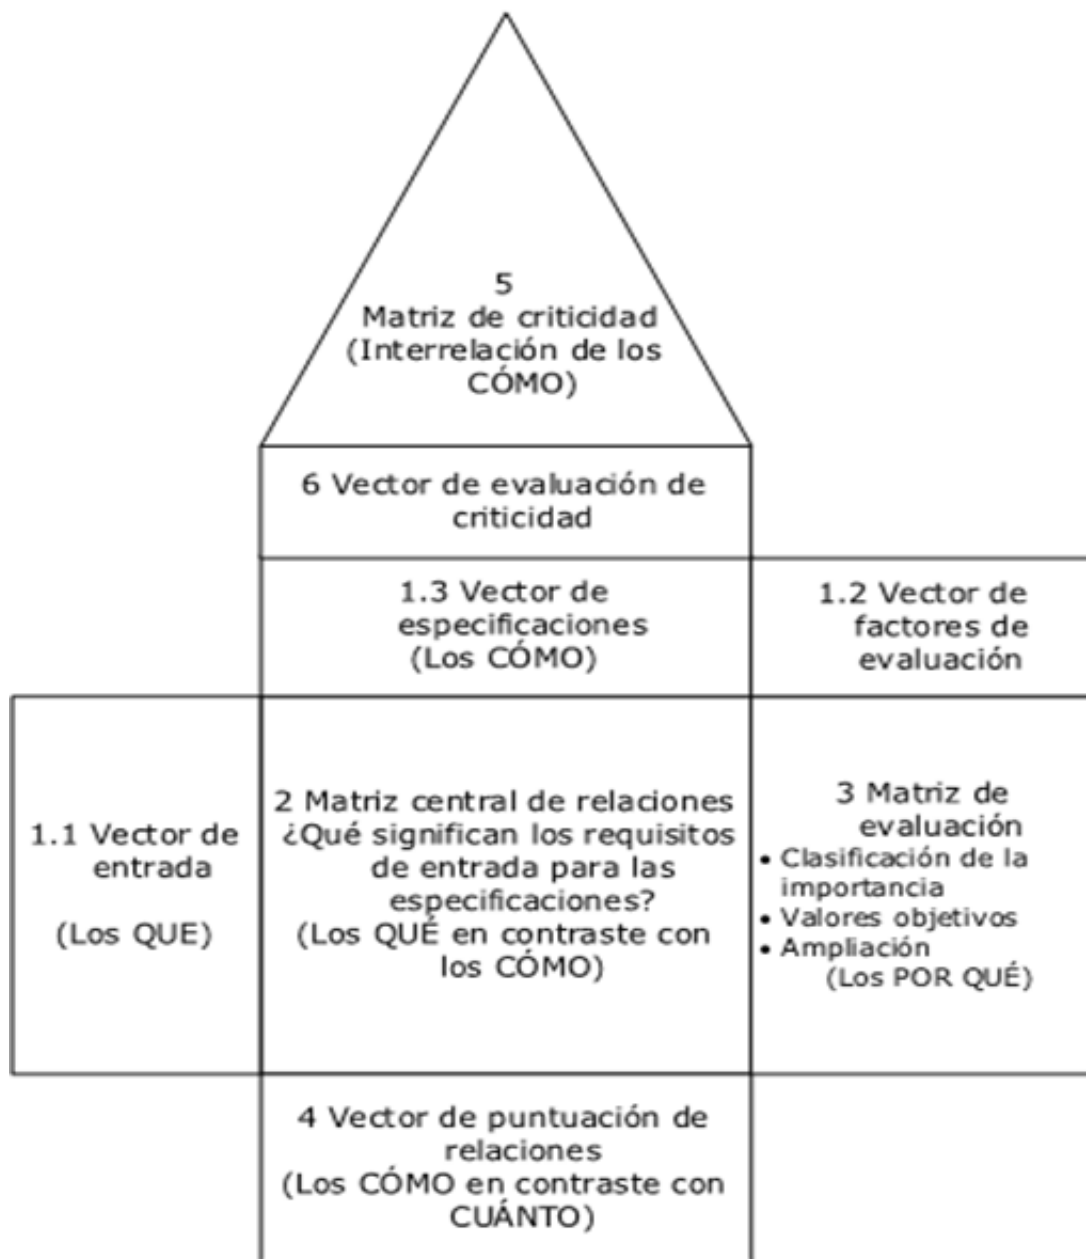 5
Matriz de criticidad
(Interrelación de los
CÓMO)
6 Vector de evaluación de
criticidad
1.3 Vector de
especificaciones
(Los CÓMO)
1.2 Vector de
factores de
evaluación
1.1 Vector de
entrada
(Los QUE)
2 Matriz central de relaciones
¿Qué significan los requisitos
de entrada para las
especificaciones?
(Los QUÉ en contraste con
los CÓMO)
3 Matriz de
evaluación
• Clasificación de la
importancia
• Valores objetivos
• Ampliación
(Los POR QUÉ)
4 Vector de puntuación de
relaciones
(Los CÓMO en contraste con
CUÁNTO)